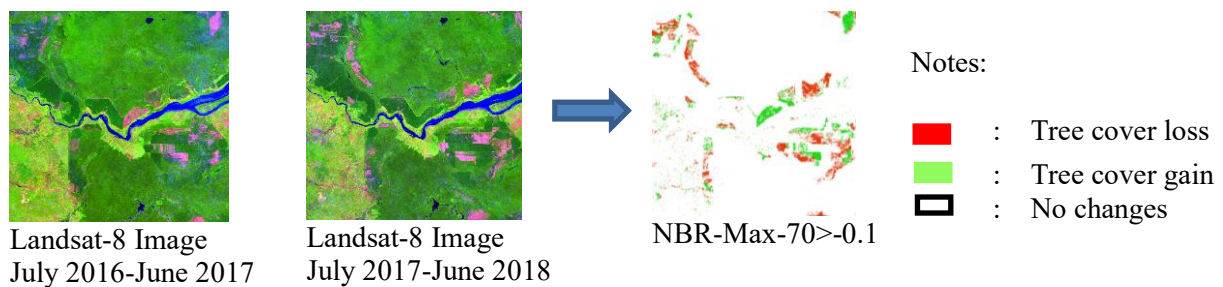 Landsat-8 Image
July 2016-June 2017
Landsat-8 Image
July 2017-June 2018
NBR-Max-70>-0.1
Notes:
: Tree cover loss
: Tree cover gain
: No changes